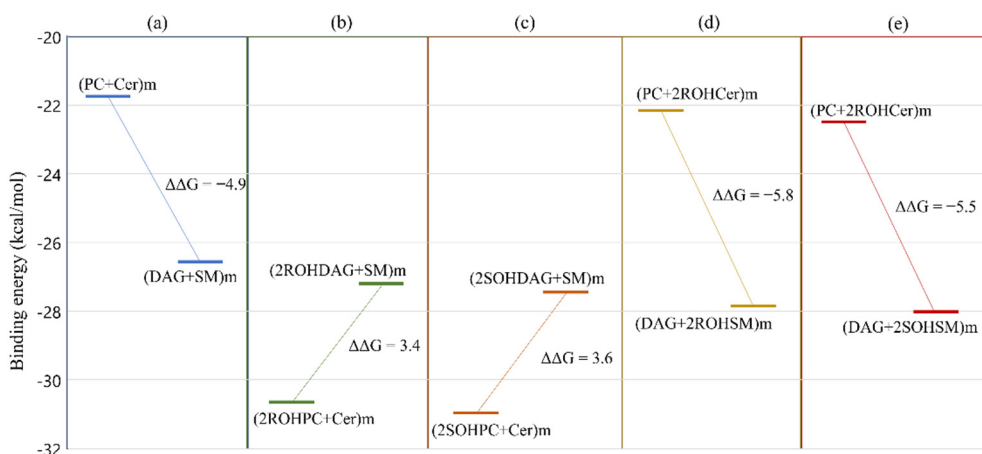 (a) (b) (c) (d) (e)
Binding energy (kcal/mol)
-20
-22
-24
-26
-28
-30
-32
(PC+Cer)m
ΔΔG = −4.9
(DAG+SM)m
(2ROHDAG+SM)m
ΔΔG = 3.4
(2ROHPC+Cer)m
(2SOHDAG+SM)m
ΔΔG = 3.6
(2SOHPC+Cer)m
(PC+2ROHCer)m
ΔΔG = −5.8
(DAG+2ROHSM)m
(PC+2ROHCer)m
ΔΔG = −5.5
(DAG+2SOHSM)m